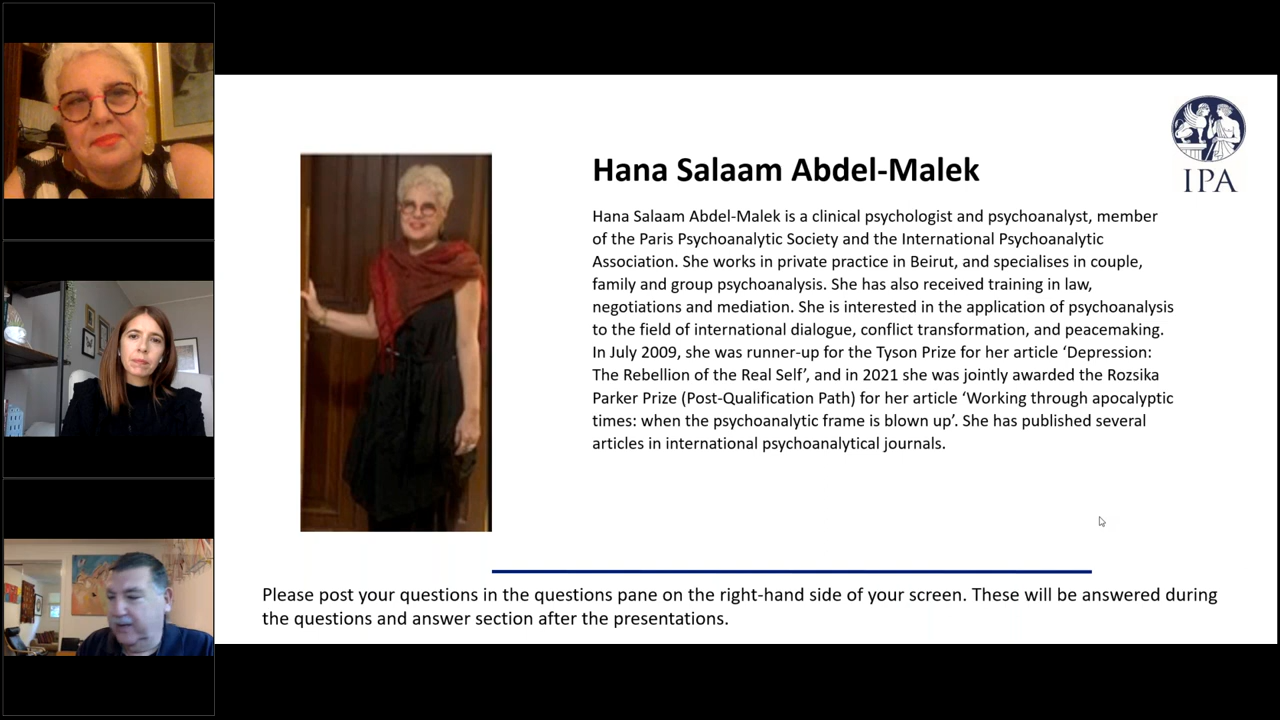 IPA
Hana Salaam Abdel-Malek
Hana Salaam Abdel-Malek is a clinical psychologist and psychoanalyst, member
of the Paris Psychoanalytic Society and the International Psychoanalytic
Association. She works in private practice in Beirut, and specialises in couple,
family and group psychoanalysis. She has also received training in law,
negotiations and mediation. She is interested in the application of psychoanalysis
to the field of international dialogue, conflict transformation, and peacemaking.
In July 2009, she was runner-up for the Tyson Prize for her article ‘Depression:
The Rebellion of the Real Self’, and in 2021 she was jointly awarded the Rozsika
Parker Prize (Post-Qualification Path) for her article ‘Working through apocalyptic
times: when the psychoanalytic frame is blown up’. She has published several
articles in international psychoanalytical journals.
Please post your questions in the questions pane on the right-hand side of your screen. These will be answered during
the questions and answer section after the presentations.